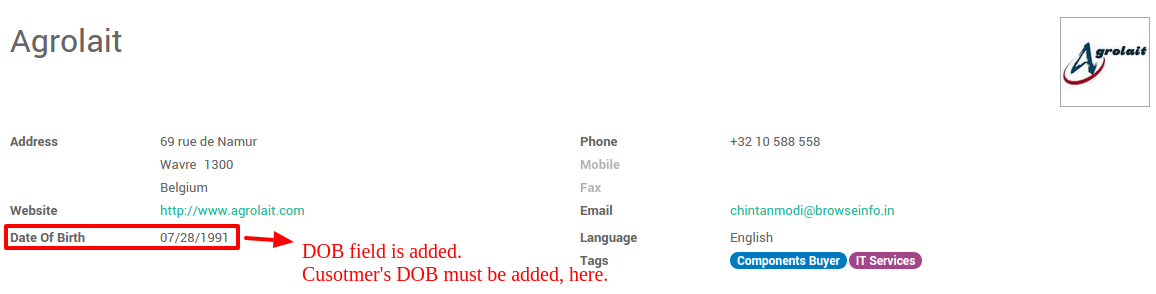 Agrolait
Agrolait
Address 69 rue de Namur
Wavre 1300
Belgium
Website http://www.agrolait.com
Date Of Birth 07/28/1991
Phone +32 10 588 558
Mobile
Fax
Email chintanmodi@browseinfo.in
Language English
Tags Components Buyer IT Services
DOB field is added.
Cusotmer's DOB must be added, here.